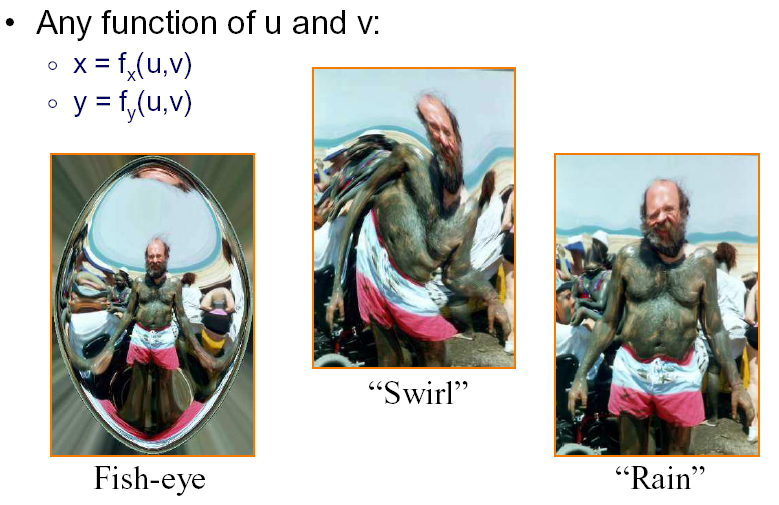 • Any function of u and v:
○ x = fx(u,v)
○ y = fy(u,v)
Fish-eye
“Swirl”
“Rain”